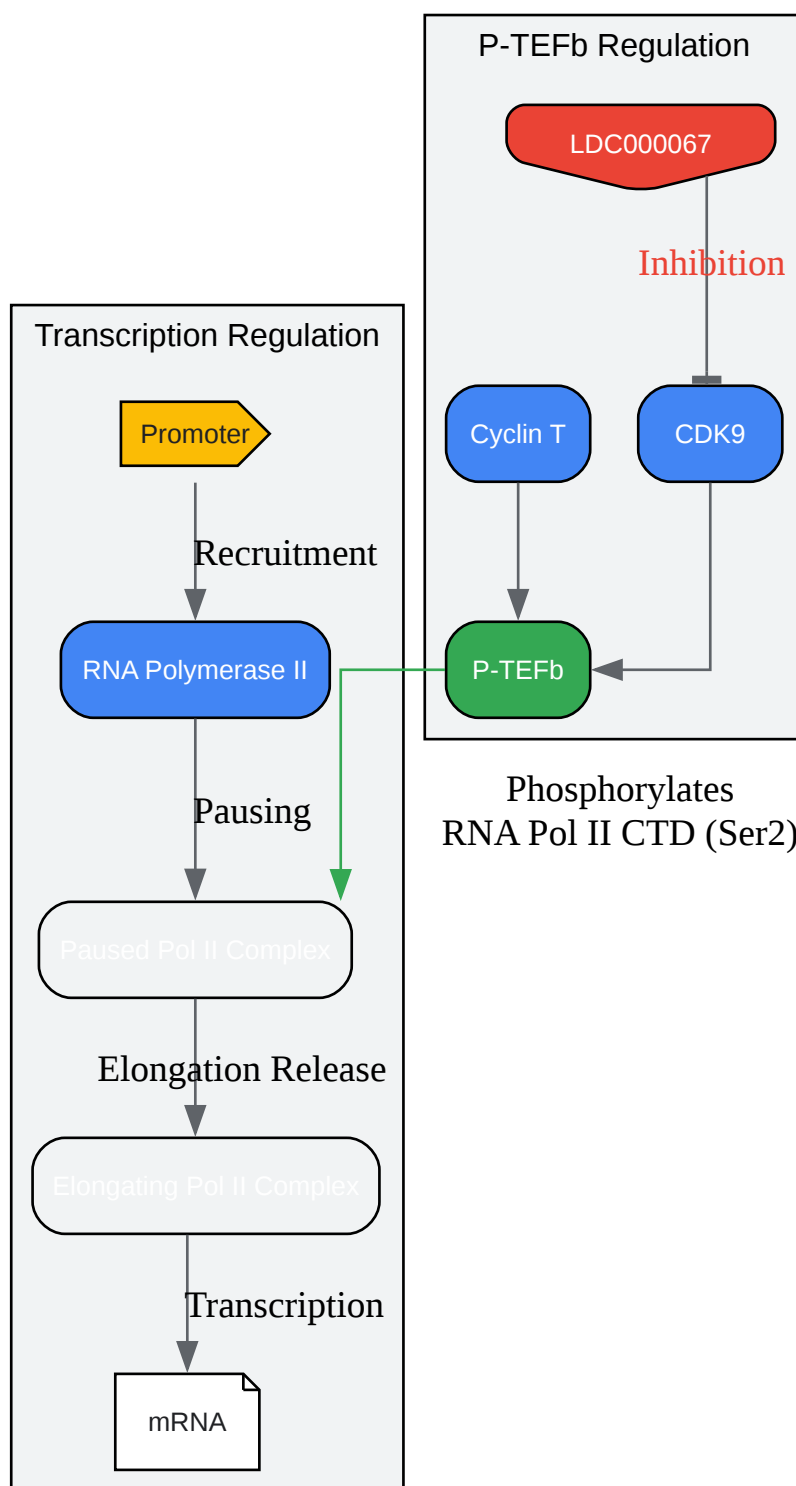 P-TEFb Regulation
LDC000067
Inhibition
Transcription Regulation
Promoter
Cyclin T
CDK9
Recruitment
RNA Polymerase II
P-TEFb
Pausing
Phosphorylates
RNA Pol II CTD (Ser2)
Paused Pol II Complex
Elongation Release
Elongating Pol II Complex
Transcription
mRNA